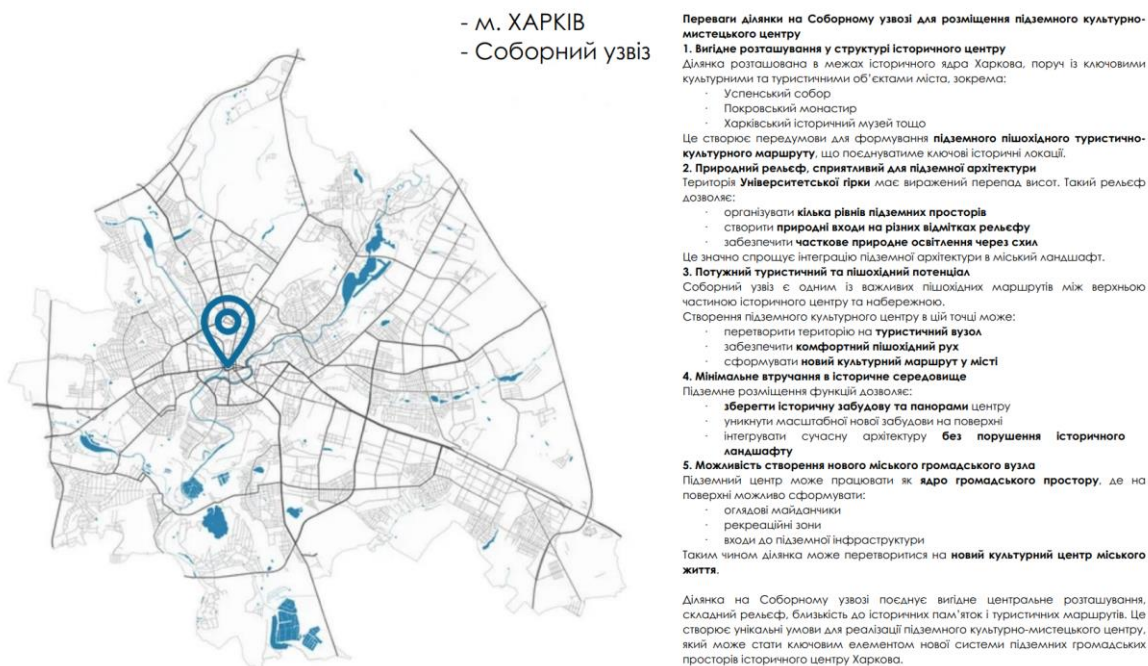 - м. ХАРКІВ
- Соборний узвіз
Переваги ділянки на Соборному узвозі для розміщення підземного культурно-
мистецького центру
1. Вигідне розташування у структурі історичного центру
Ділянка розташована в межах історичного ядра Харкова, поруч із ключовими
культурними та туристичними об’єктами міста, зокрема:
· Успенський собор
· Покровський монастир
· Харківський історичний музей тощо
Це створює передумови для формування підземного пішохідного туристично-
культурного маршруту, що поєднуватиме ключові історичні локації.
2. Природний рельєф, сприятливий для підземної архітектури
Територія Університетської гірки має виражений перепад висот. Такий рельєф
дозволяє:
· організувати кілька рівнів підземних просторів
· створити природні входи на різних відмітках рельєфу
· забезпечити часткове природне освітлення через схил
Це значно спрощує інтеграцію підземної архітектури в міський ландшафт.
3. Потужний туристичний та пішохідний потенціал
Соборний узвіз є одним із важливих пішохідних маршрутів між верхньою
частиною історичного центру та набережною.
Створення підземного культурного центру в цій точці може:
· перетворити територію на туристичний вузол
· забезпечити комфортний пішохідний рух
· сформувати новий культурний маршрут у місті
4. Мінімальне втручання в історичне середовище
Підземне розміщення функцій дозволяє:
· зберегти історичну забудову та панорами центру
· уникнути масштабної нової забудови на поверхні
· інтегрувати сучасну архітектуру без порушення історичного
ландшафту
5. Можливість створення нового міського громадського вузла
Підземний центр може працювати як ядро громадського простору, де на
поверхні можливо сформувати:
· оглядові майданчики
· рекреаційні зони
· входи до підземної інфраструктури
Таким чином ділянка може перетворитися на новий культурний центр міського
життя.
Ділянка на Соборному узвозі поєднує вигідне центральне розташування,
складний рельєф, близькість до історичних пам’яток і туристичних маршрутів. Це
створює унікальні умови для реалізації підземного культурно-мистецького центру,
який може стати ключовим елементом нової системи підземних громадських
просторів історичного центру Харкова.